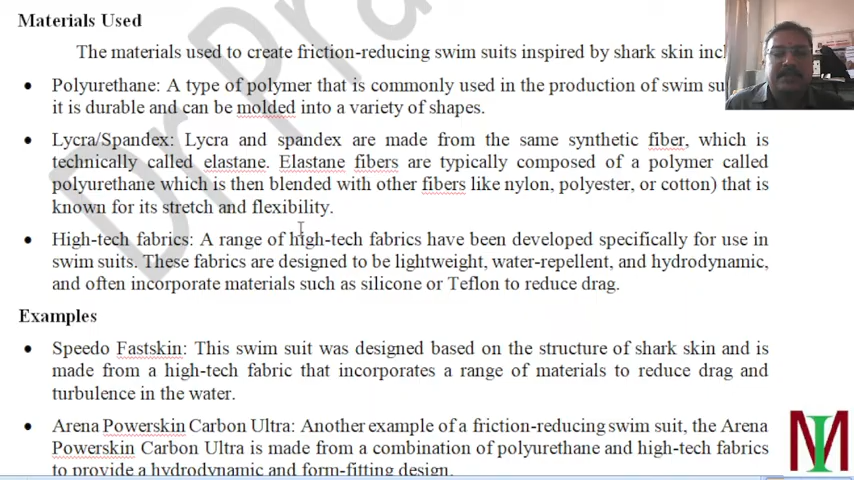 Materials Used
The materials used to create friction-reducing swim suits inspired by shark skin incl
Polyurethane: A type of polymer that is commonly used in the production of swim su
it is durable and can be molded into a variety of shapes.
Lycra/Spandex: Lycra and spandex are made from the same synthetic fiber, which is
technically called elastane. Elastane fibers are typically composed of a polymer called
polyurethane which is then blended with other fibers like nylon, polyester, or cotton) that is
known for its stretch and flexibility.
High-tech fabrics: A range of high-tech fabrics have been developed specifically for use in
swim suits. These fabrics are designed to be lightweight, water-repellent, and hydrodynamic,
and often incorporate materials such as silicone or Teflon to reduce drag.
Examples
Speedo Fastskin: This swim suit was designed based on the structure of shark skin and is
made from a high-tech fabric that incorporates a range of materials to reduce drag and
turbulence in the water.
Arena Powerskin Carbon Ultra: Another example of a friction-reducing swim suit, the Arena
Powerskin Carbon Ultra is made from a combination of polyurethane and high-tech fabrics
to provide a hydrodynamic and form-fitting design.
Dr Pra
MI